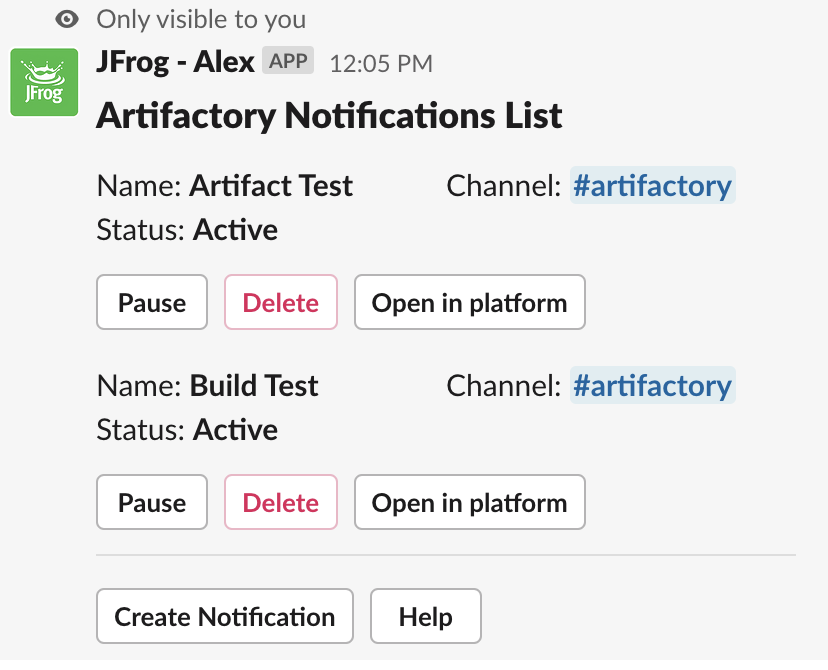 Only visible to you
JFrog
JFrog - Alex APP 12:05 PM
Artifactory Notifications List
Name: Artifact Test Channel: #artifactory
Status: Active
Pause Delete Open in platform
Name: Build Test Channel: #artifactory
Status: Active
Pause Delete Open in platform
Create Notification Help